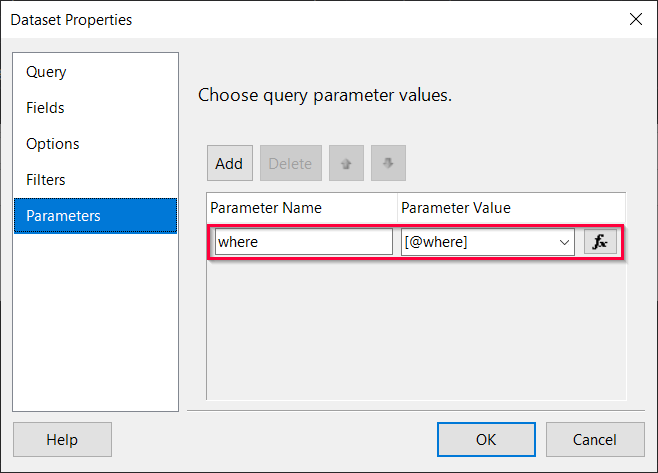 Dataset Properties
Query
Fields
Options
Filters
Parameters
Choose query parameter values.
Add
Delete
Parameter Name
Parameter Value
where
[@where]
fx
Help
OK
Cancel